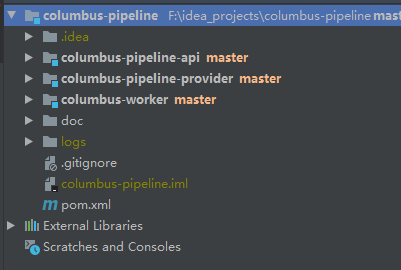 columbus-pipeline F:\idea_projects\columbus-pipeline mast
.idea
columbus-pipeline-api master
columbus-pipeline-provider master
columbus-worker master
doc
logs
.gitignore
columbus-pipeline.iml
pom.xml
External Libraries
Scratches and Consoles